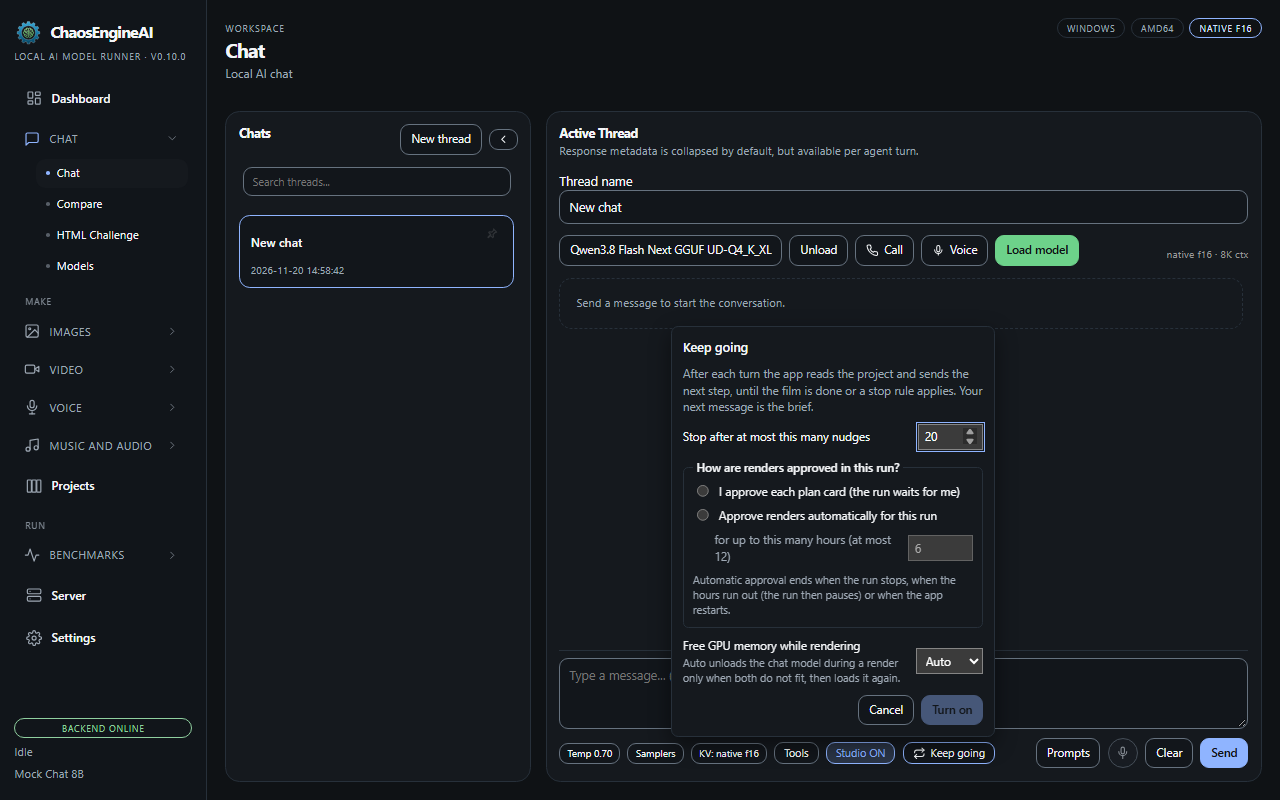 ChaosEngineAI
LOCAL AI MODEL RUNNER · V0.10.0
Dashboard
CHAT
Chat
Compare
HTML Challenge
Models
MAKE
IMAGES
VIDEO
VOICE
MUSIC AND AUDIO
Projects
RUN
BENCHMARKS
Server
Settings
BACKEND ONLINE
Idle
Mock Chat 8B
WORKSPACE
Chat
Local AI chat
WINDOWS
AMD64
NATIVE F16
Chats
New thread
Search threads...
New chat
2026-11-20 14:58:42
Active Thread
Response metadata is collapsed by default, but available per agent turn.
Thread name
New chat
Qwen3.8 Flash Next GGUF UD-Q4_K_XL
Unload
Call
Voice
Load model
native f16 · 8K ctx
Send a message to start the conversation.
Keep going
After each turn the app reads the project and sends the
next step, until the film is done or a stop rule applies. Your
next message is the brief.
Stop after at most this many nudges
20
How are renders approved in this run?
I approve each plan card (the run waits for me)
Approve renders automatically for this run
for up to this many hours (at most
12)
6
Automatic approval ends when the run stops, when the
hours run out (the run then pauses) or when the app
restarts.
Free GPU memory while rendering
Auto unloads the chat model during a render
only when both do not fit, then loads it again.
Auto
Cancel
Turn on
Type a message...
Temp 0.70
Samplers
KV: native f16
Tools
Studio ON
Keep going
Prompts
Clear
Send